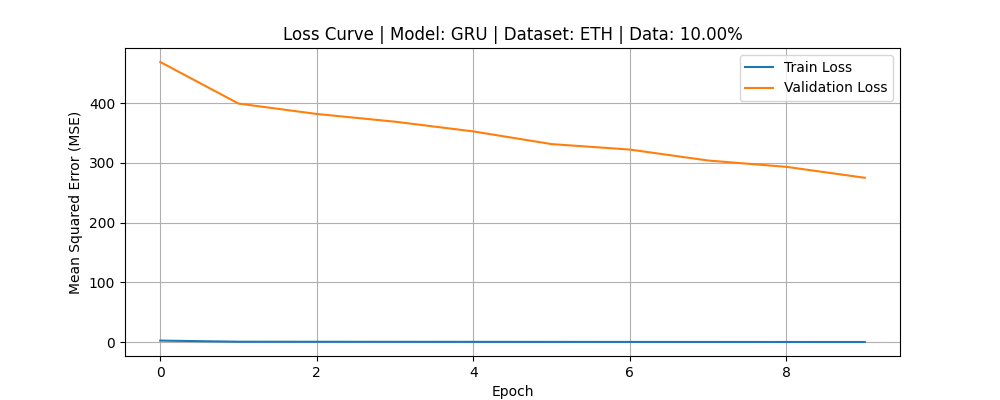 Loss Curve | Model: GRU | Dataset: ETH | Data: 10.00%
Train Loss
Validation Loss
Mean Squared Error (MSE)
400
300
200
100
0
0 2 4 6 8
Epoch